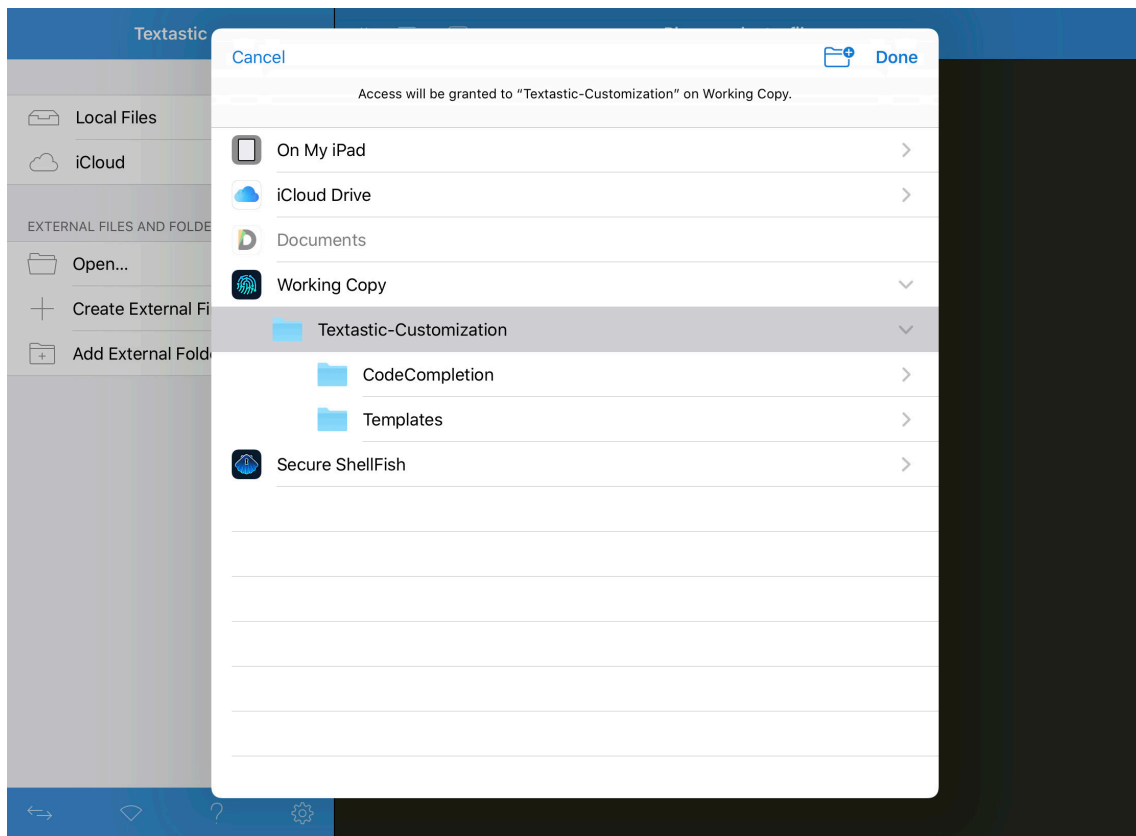 Textastic
Cancel
Done
Access will be granted to “Textastic-Customization” on Working Copy.
Local Files
iCloud
EXTERNAL FILES AND FOLDE
Open...
Create External Fi
Add External Folde
On My iPad
iCloud Drive
Documents
Working Copy
Textastic-Customization
CodeCompletion
Templates
Secure ShellFish